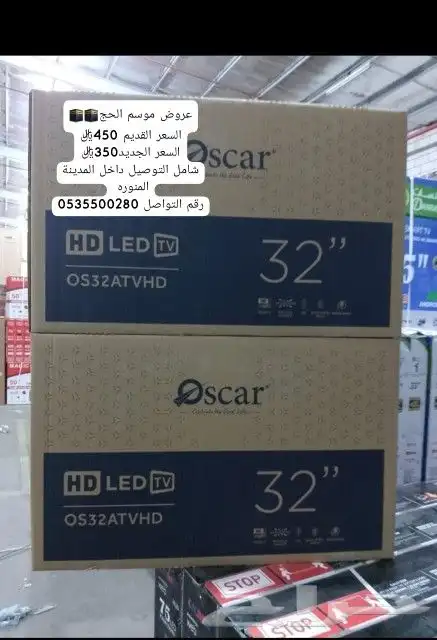 عروض موسم الحج🕋🕋
السعر القديم 450﷼
السعر الجديد350﷼
شامل التوصيل داخل المدينة
المنوره
رقم التواصل 0535500280
Oscar
HD LED TV
OS32ATVHD
32”
Oscar
HD LED TV
OS32ATVHD
32”
STOP
STOP